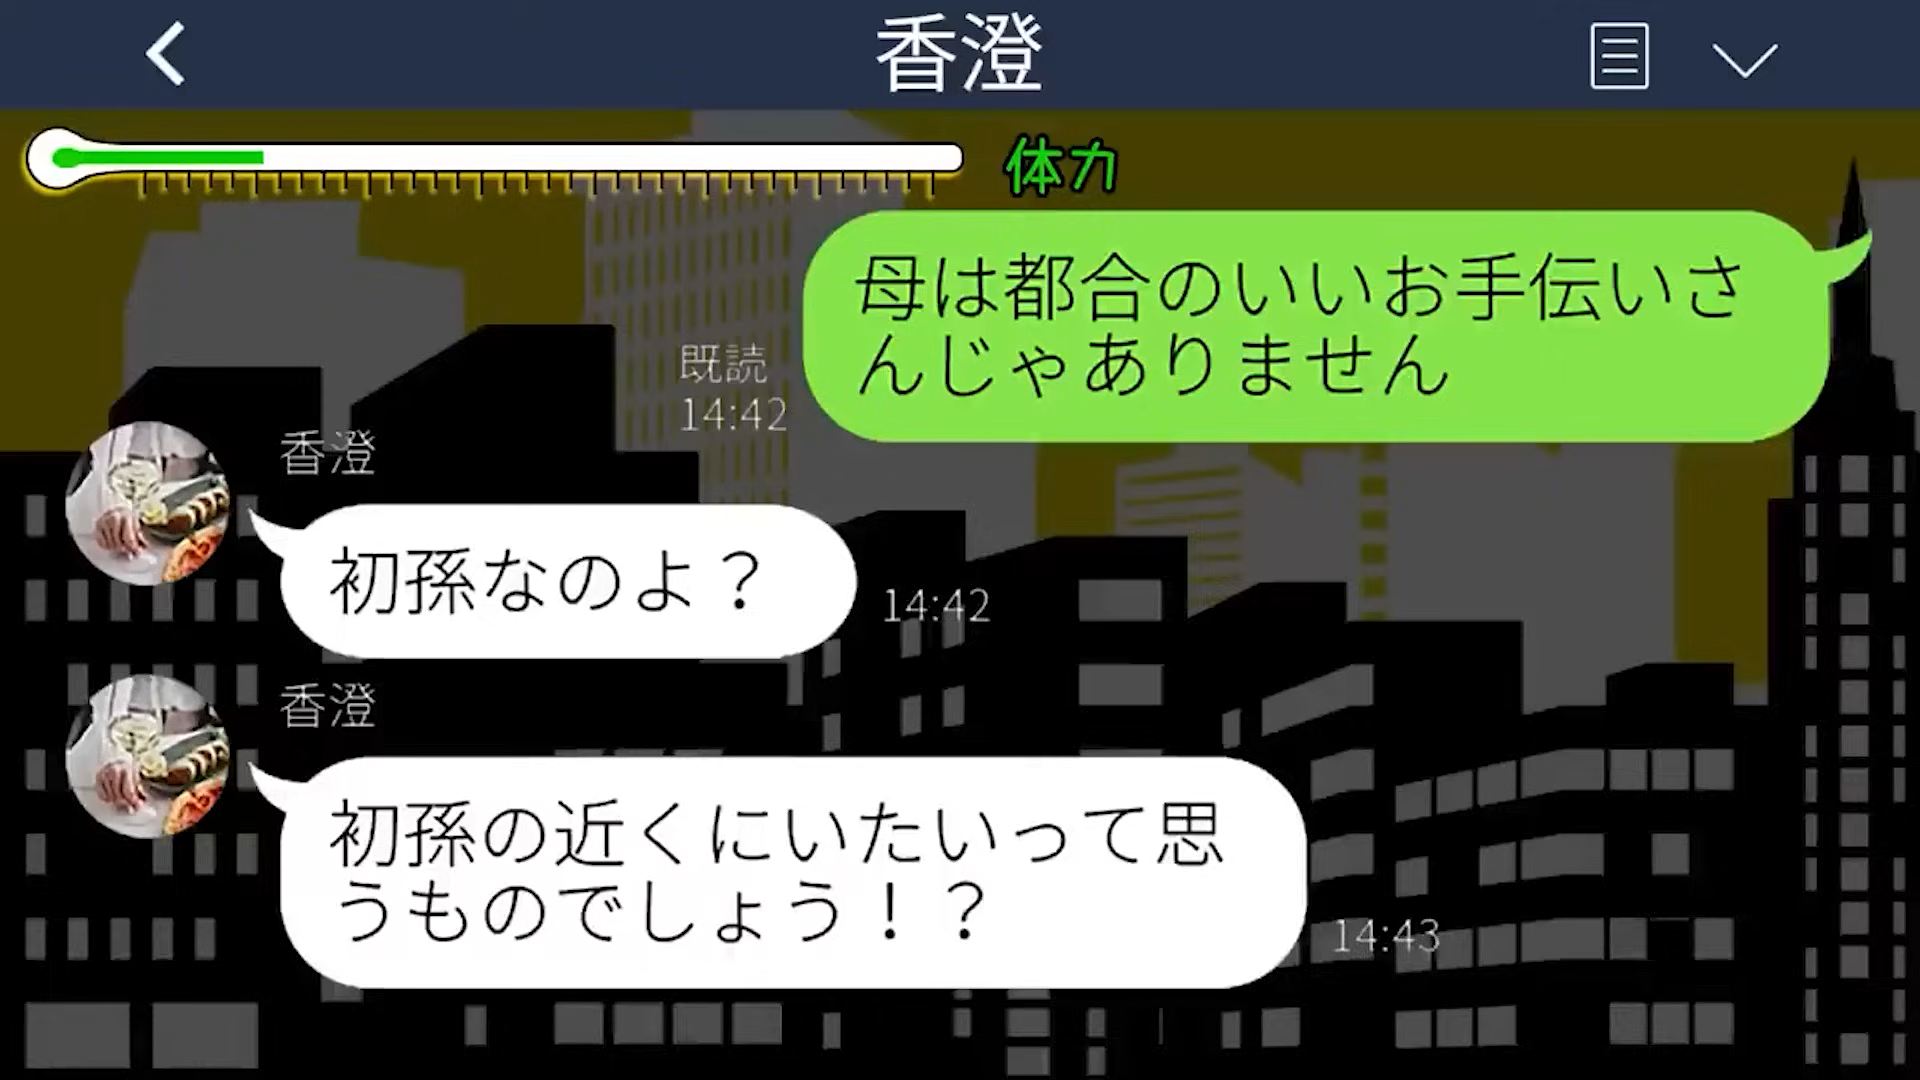 香澄
体力
母は都合のいいお手伝いさ
んじゃありません
既読
14:42
香澄
初孫なのよ？
14:42
香澄
初孫の近くにいたいって思
うものでしょう！？
14:43